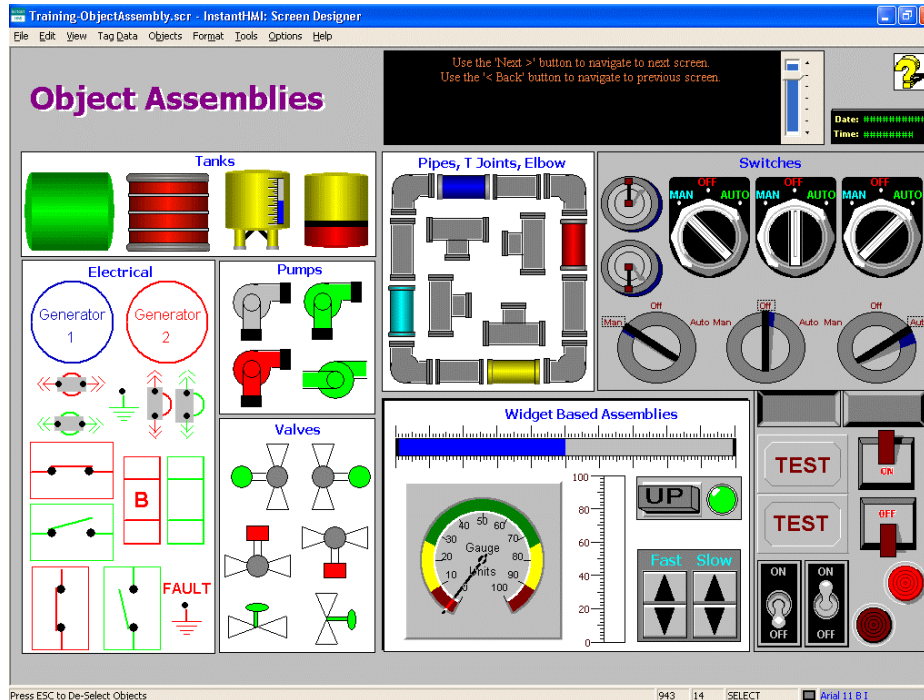 Training-ObjectAssembly.scr - InstantHMI: Screen Designer
File Edit View Tag Data Objects Format Tools Options Help
Use the 'Next >' button to navigate to next screen.
Use the '< Back' button to navigate to previous screen.
Object Assemblies
Date: ##########
Time: ########
Tanks
Pipes, T Joints, Elbow
Switches
OFF
MAN AUTO
OFF
MAN AUTO
OFF
MAN AUTO
Electrical
Generator
1
Generator
2
Pumps
Off
Man Auto
Off
Man Auto
Off
Man Aut
Widget Based Assemblies
Valves
B
FAULT
40 50 60
30 70
20 80
10 90
0 100
Gauge
Units
100
80
60
40
20
0
UP
Fast Slow
TEST
ON
TEST
OFF
ON
OFF
ON
OFF
Press ESC to De-Select Objects
943 14 SELECT Arial 11 B I